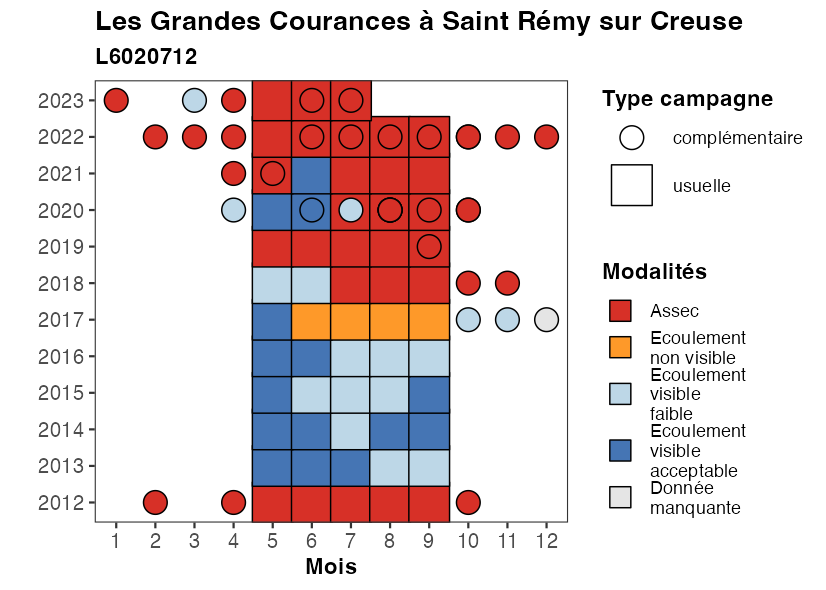 Les Grandes Courances à Saint Rémy sur Creuse
L6020712
2023
2022
2021
2020
2019
2018
2017
2016
2015
2014
2013
2012
1 2 3 4 5 6 7 8 9 10 11 12
Mois
Type campagne
complémentaire
usuelle
Modalités
Assec
Ecoulement
non visible
Ecoulement
visible
faible
Ecoulement
visible
acceptable
Donnée
manquante